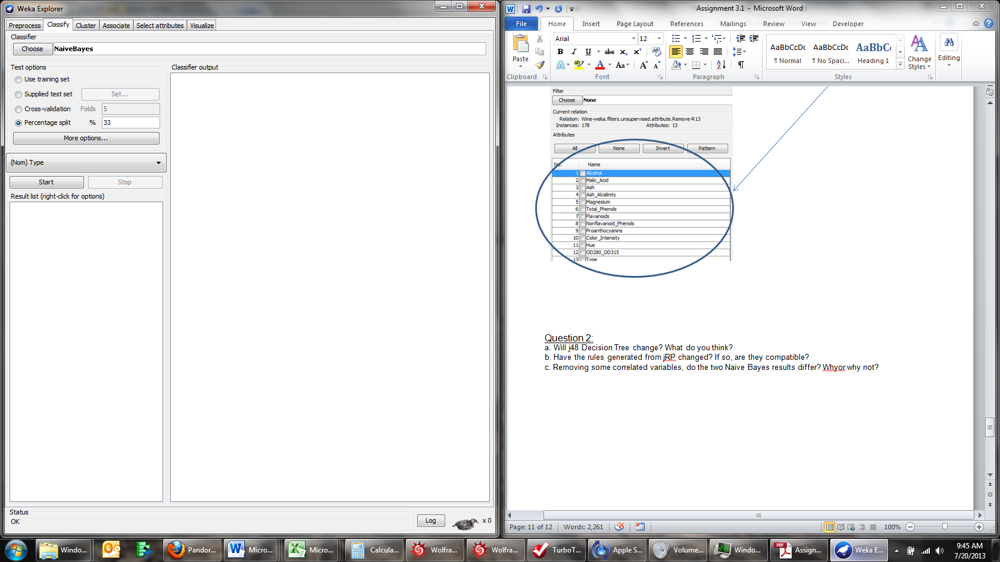 Weka Explorer
Preprocess Classify Cluster Associate Select attributes Visualize
Classifier
Choose NaiveBayes
Test options
Use training set
Supplied test set Set...
Cross-validation Folds 5
Percentage split % 33
More options...
(Nom) Type
Start Stop
Result list (right-click for options)
Classifier output
Status
OK
Log x 0
Assignment 3.1 - Microsoft Word
File Home Insert Page Layout References Mailings Review View Developer
Paste
Clipboard
Arial 12
B I U abc x₂ x²
A ab A Aa A A
Font
Paragraph
AaBbCcDc AaBbCcDc AaBbC
¶ Normal ¶ No Spaci... Heading 1
Change Styles
Styles
Editing
Filter
Choose None
Current relation
Relation: Wine-weka.filters.unsupervised.attribute.Remove-R13
Instances: 178 Attributes: 13
Attributes
All None Invert Pattern
No. Name
1 Alcohol
2 Malic_Acid
3 Ash
4 Ash_Alcalinity
5 Magnesium
6 Total_Phenols
7 Flavanoids
8 Nonflavanoid_Phenols
9 Proanthocyanins
10 Color_Intensity
11 Hue
12 OD280_OD315
13 Type
Question 2:
a. Will j48 Decision Tree change? What do you think?
b. Have the rules generated from jRP changed? If so, are they compatible?
c. Removing some correlated variables, do the two Naive Bayes results differ? Whyor why not?
Page: 11 of 12 Words: 2,261 100%
Windo... Pandor... Micro... Micro... Calcula... Wolfra... Wolfra... TurboT... Apple S... Volume... Windo... PDF Assign... Weka E...
9:45 AM
7/20/2013